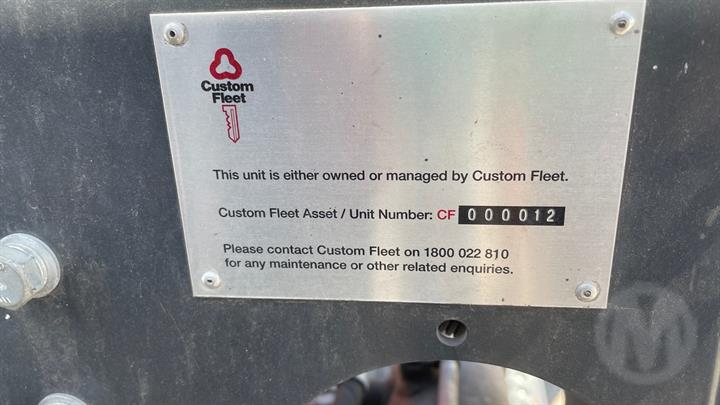 Custom
Fleet
This unit is either owned or managed by Custom Fleet.
Custom Fleet Asset / Unit Number: CF 000012
Please contact Custom Fleet on 1800 022 810
for any maintenance or other related enquiries.
M